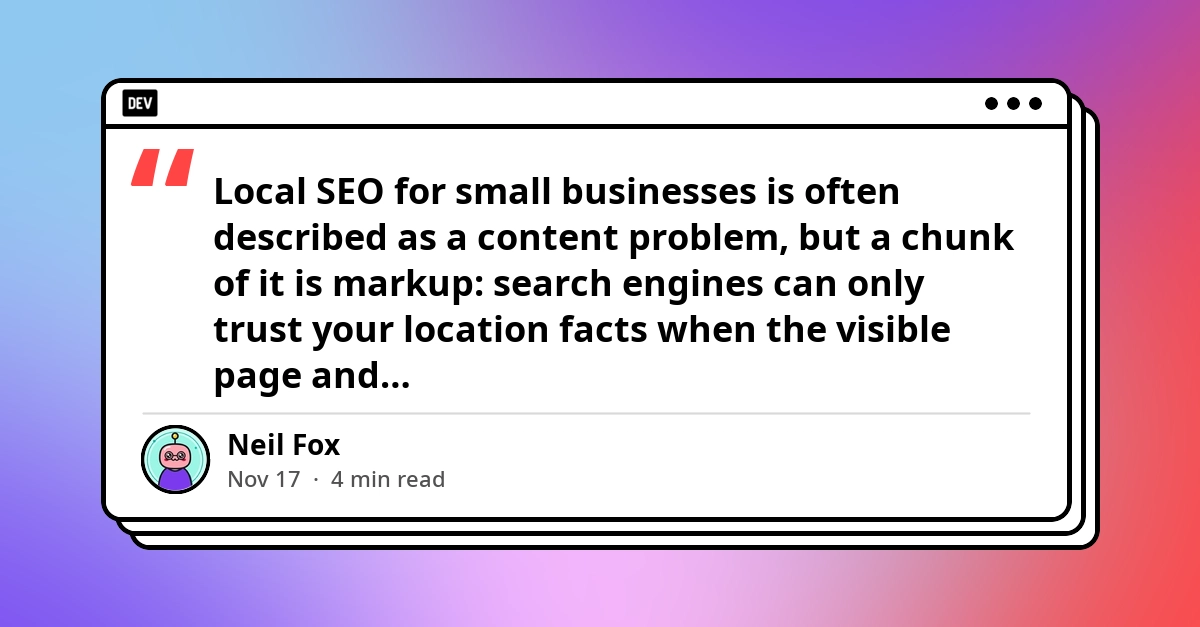 DEV
Local SEO for small businesses is often
described as a content problem, but a chunk
of it is markup: search engines can only
trust your location facts when the visible
page and...
Neil Fox
Nov 17 · 4 min read